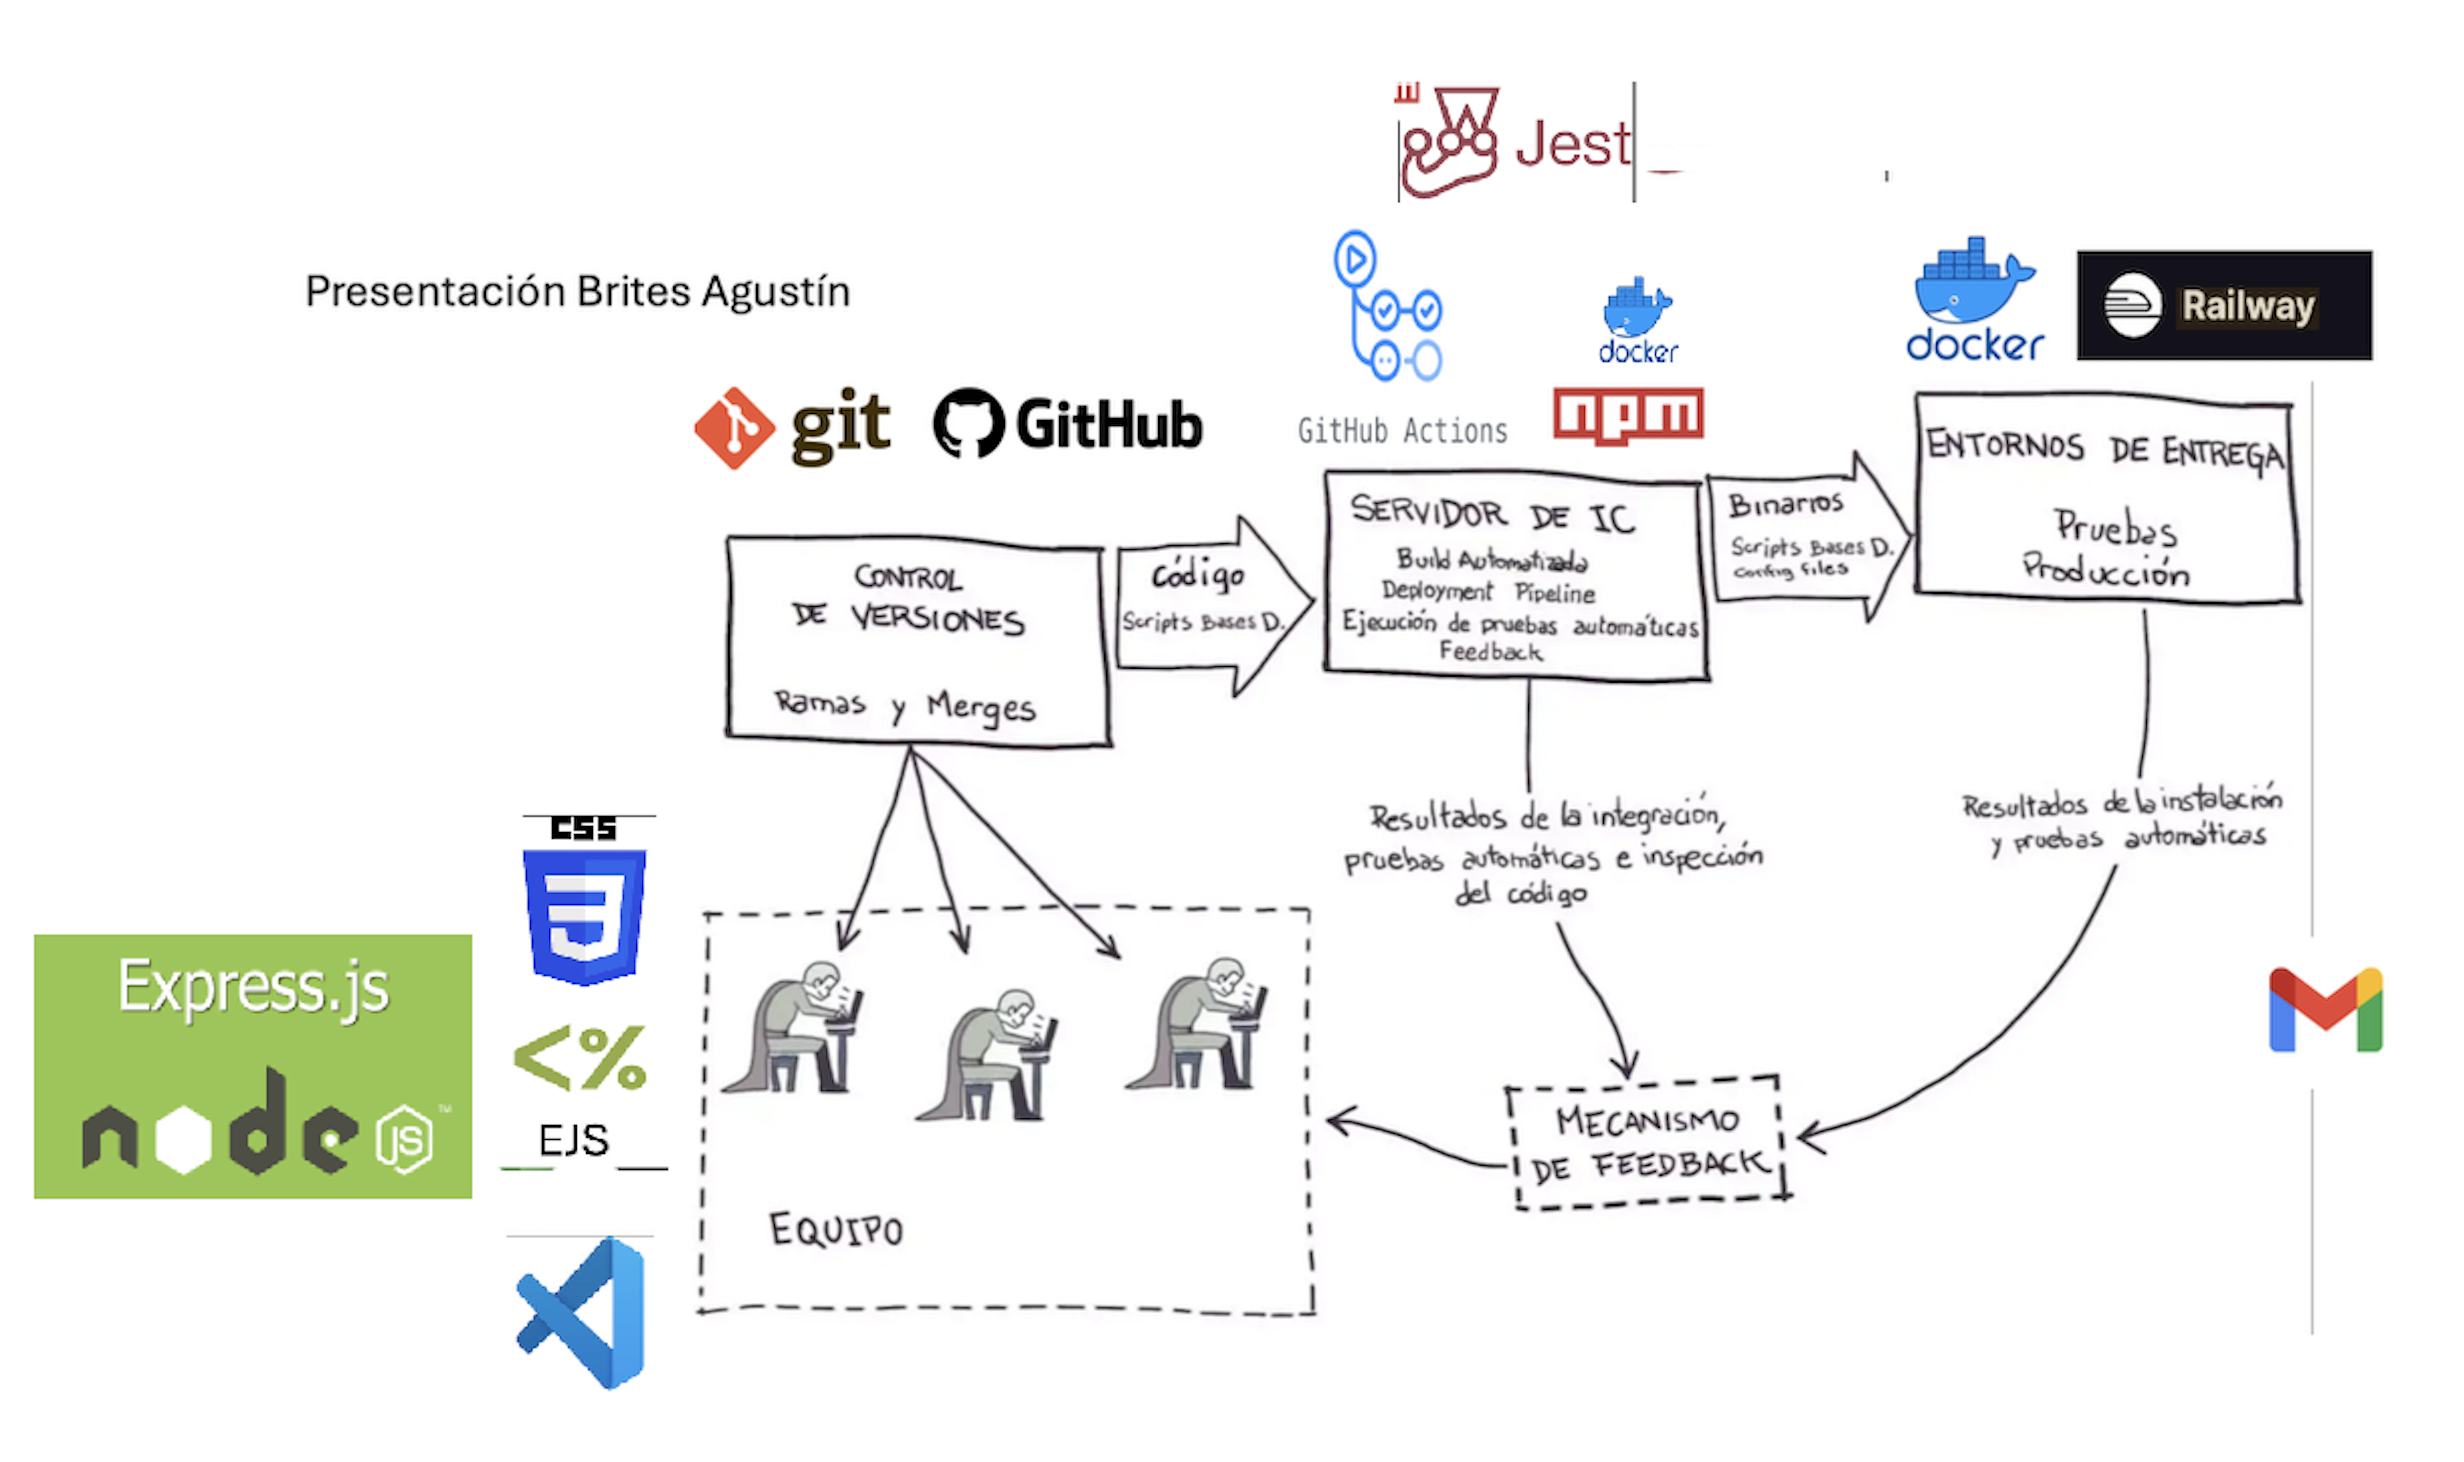 Jest
Presentación Brites Agustín
docker
docker
Railway
git
GitHub
GitHub Actions
npm
CONTROL
DE VERSIONES
Ramas y Merges
Código
Scripts Bases D.
SERVIDOR DE IC
Build Automatizada
Deployment Pipeline
Ejecución de pruebas automáticas
Feedback
Binarios
Scripts Bases D.
Config files
ENTORNOS DE ENTREGA
Pruebas
Producción
Resultados de la integración,
pruebas automáticas e inspección
del código
Resultados de la instalación
y pruebas automáticas
CSS
3
Express.js
node
JS
™
<%
EJS
EQUIPO
MECANISMO
DE FEEDBACK